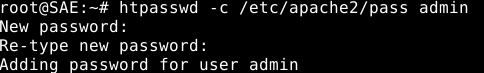 root@SAE:~# htpasswd -c /etc/apache2/pass admin
New password:
Re-type new password:
Adding password for user admin